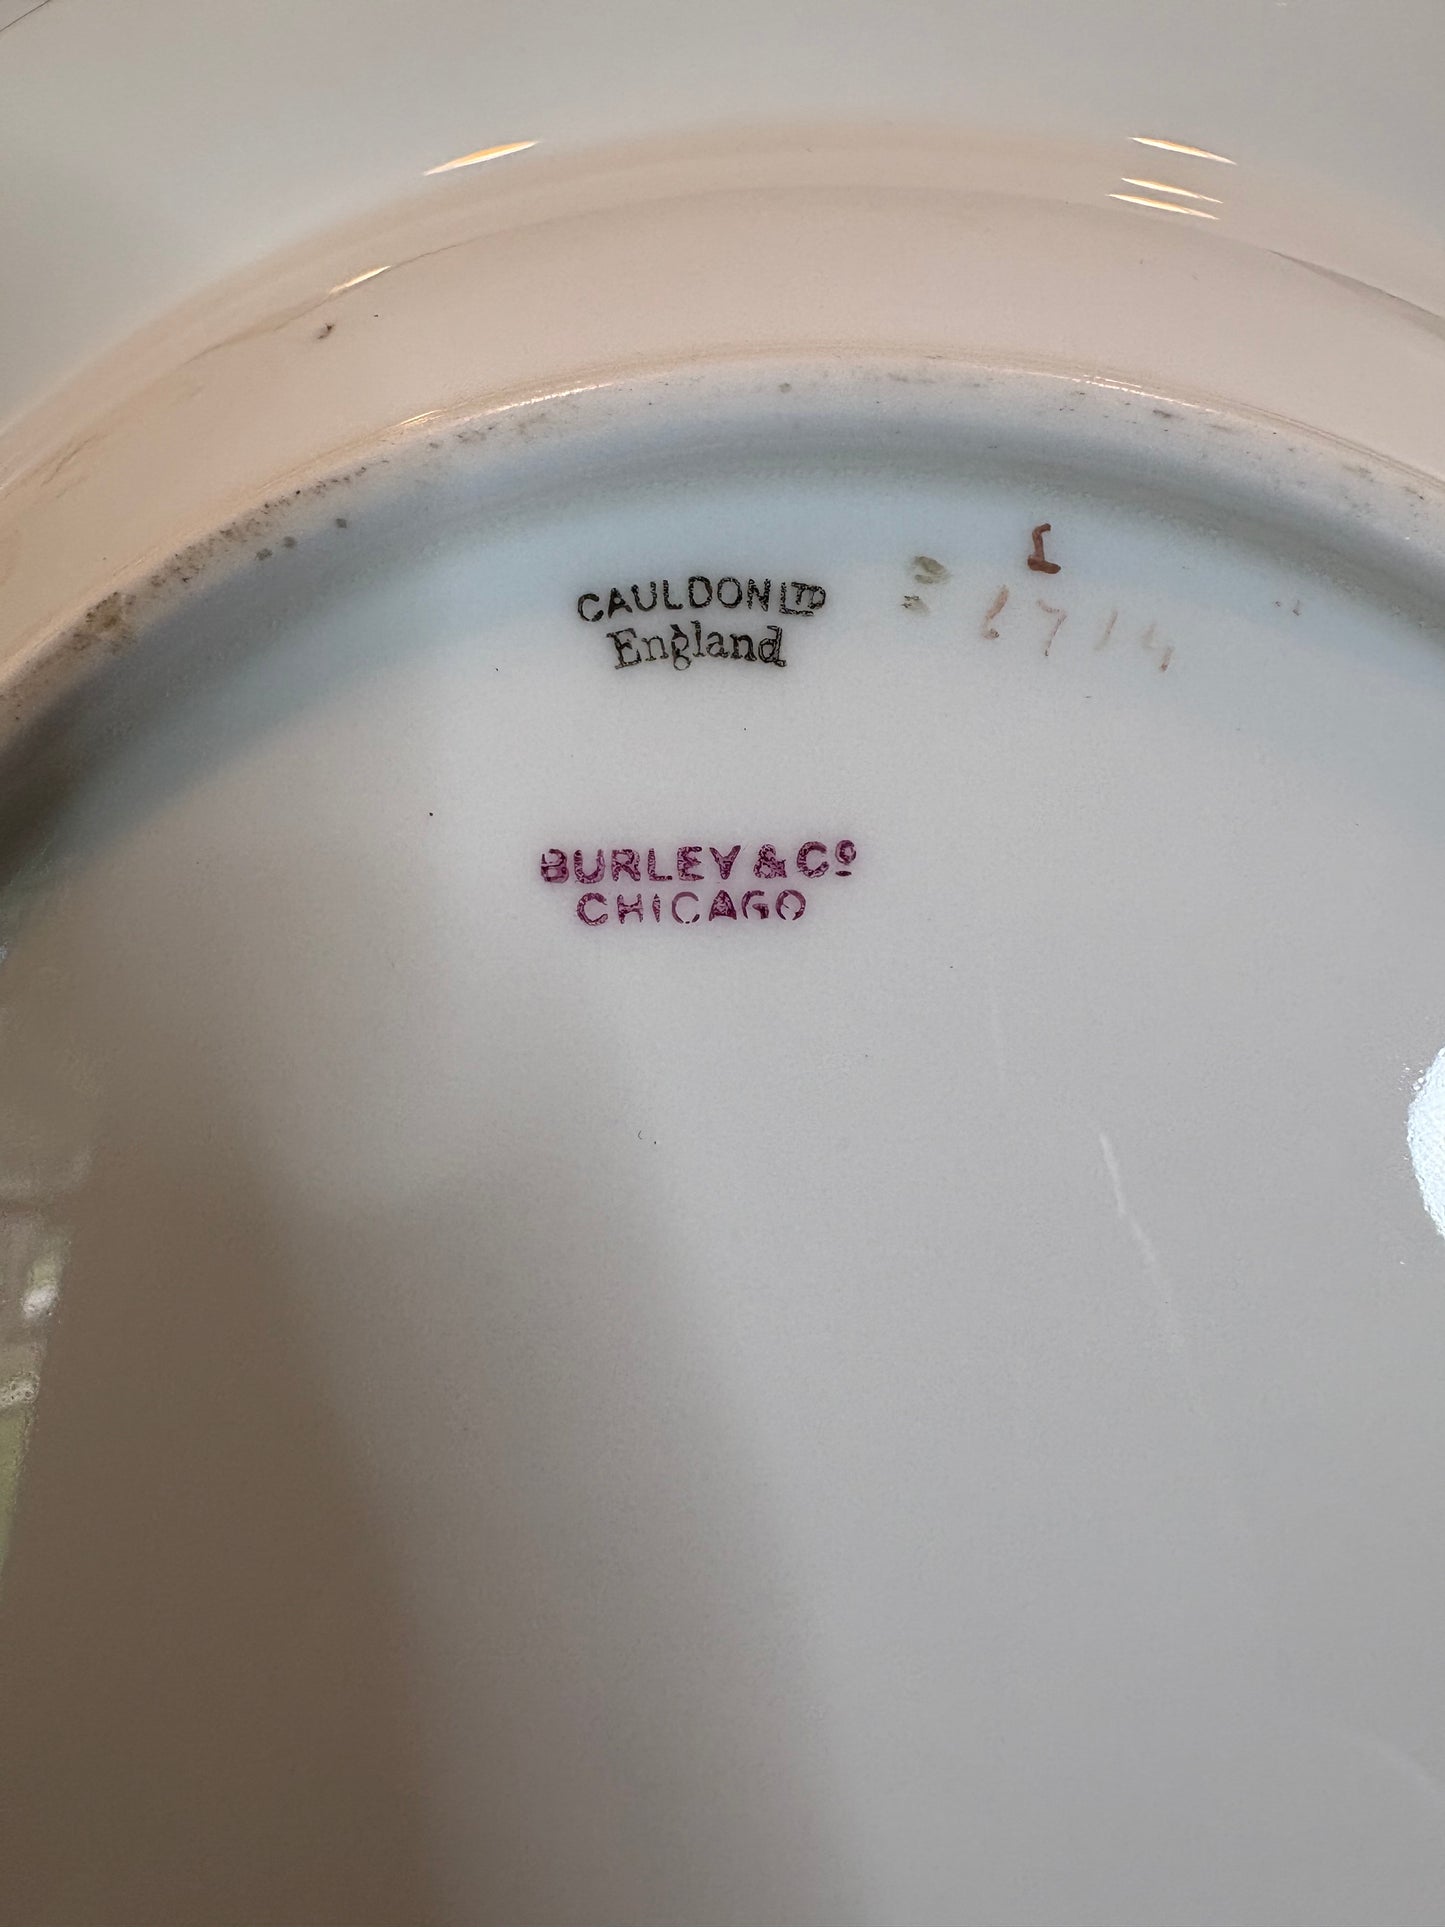 CAULDON LTD
England
BURLEY & Co
CHICAGO